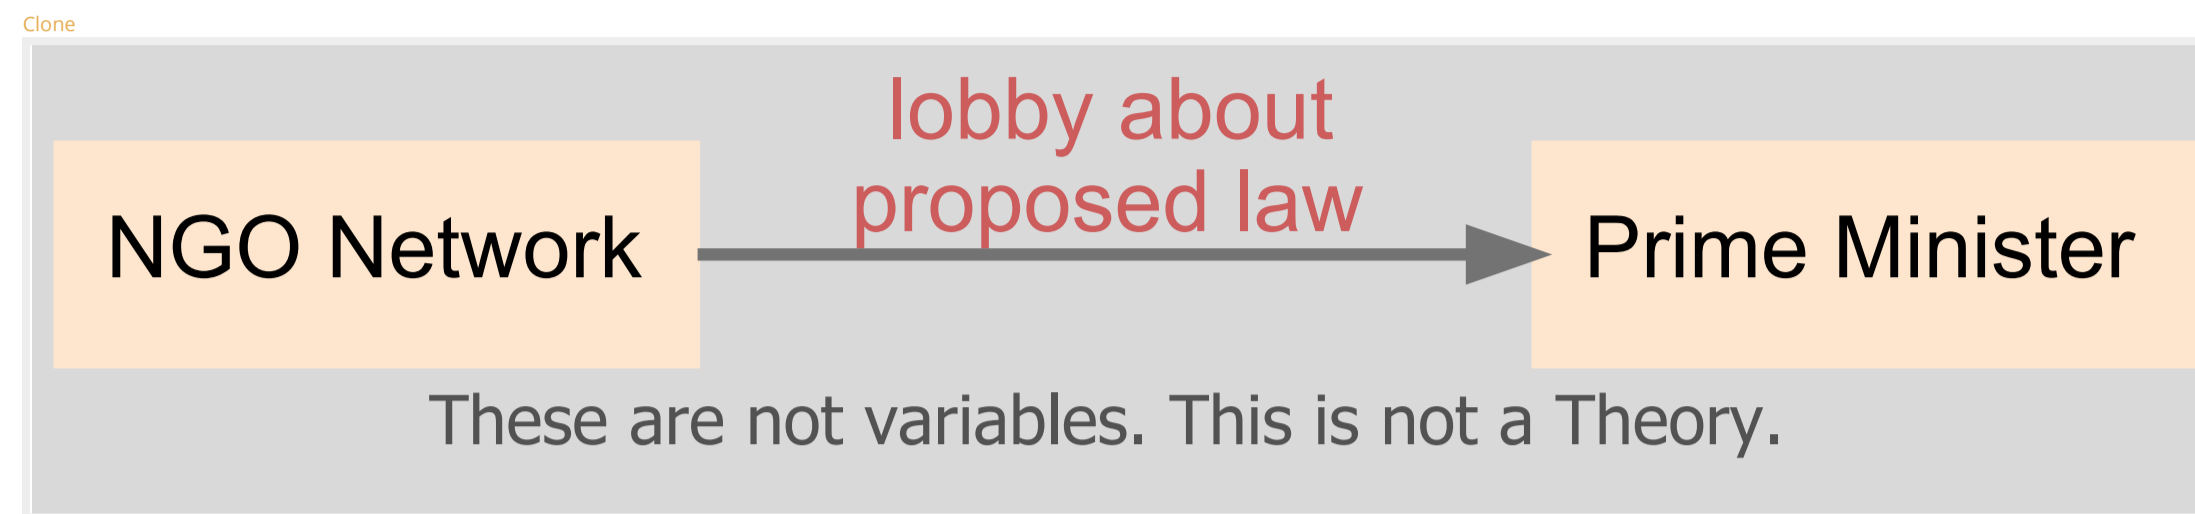 Clone
lobby about
proposed law
NGO Network
Prime Minister
These are not variables. This is not a Theory.